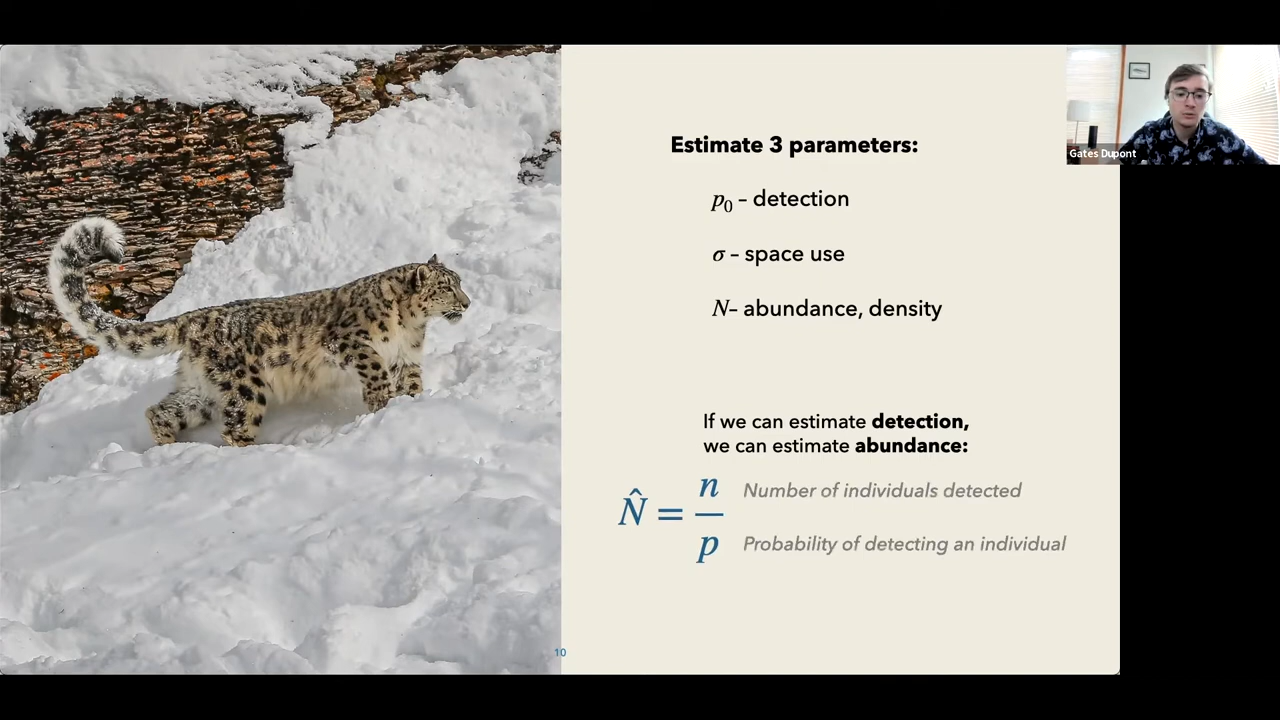 Estimate 3 parameters:
p₀ – detection
σ – space use
N– abundance, density
If we can estimate detection,
we can estimate abundance:
N̂ = n/p
Number of individuals detected
Probability of detecting an individual
10
Gates Dupont